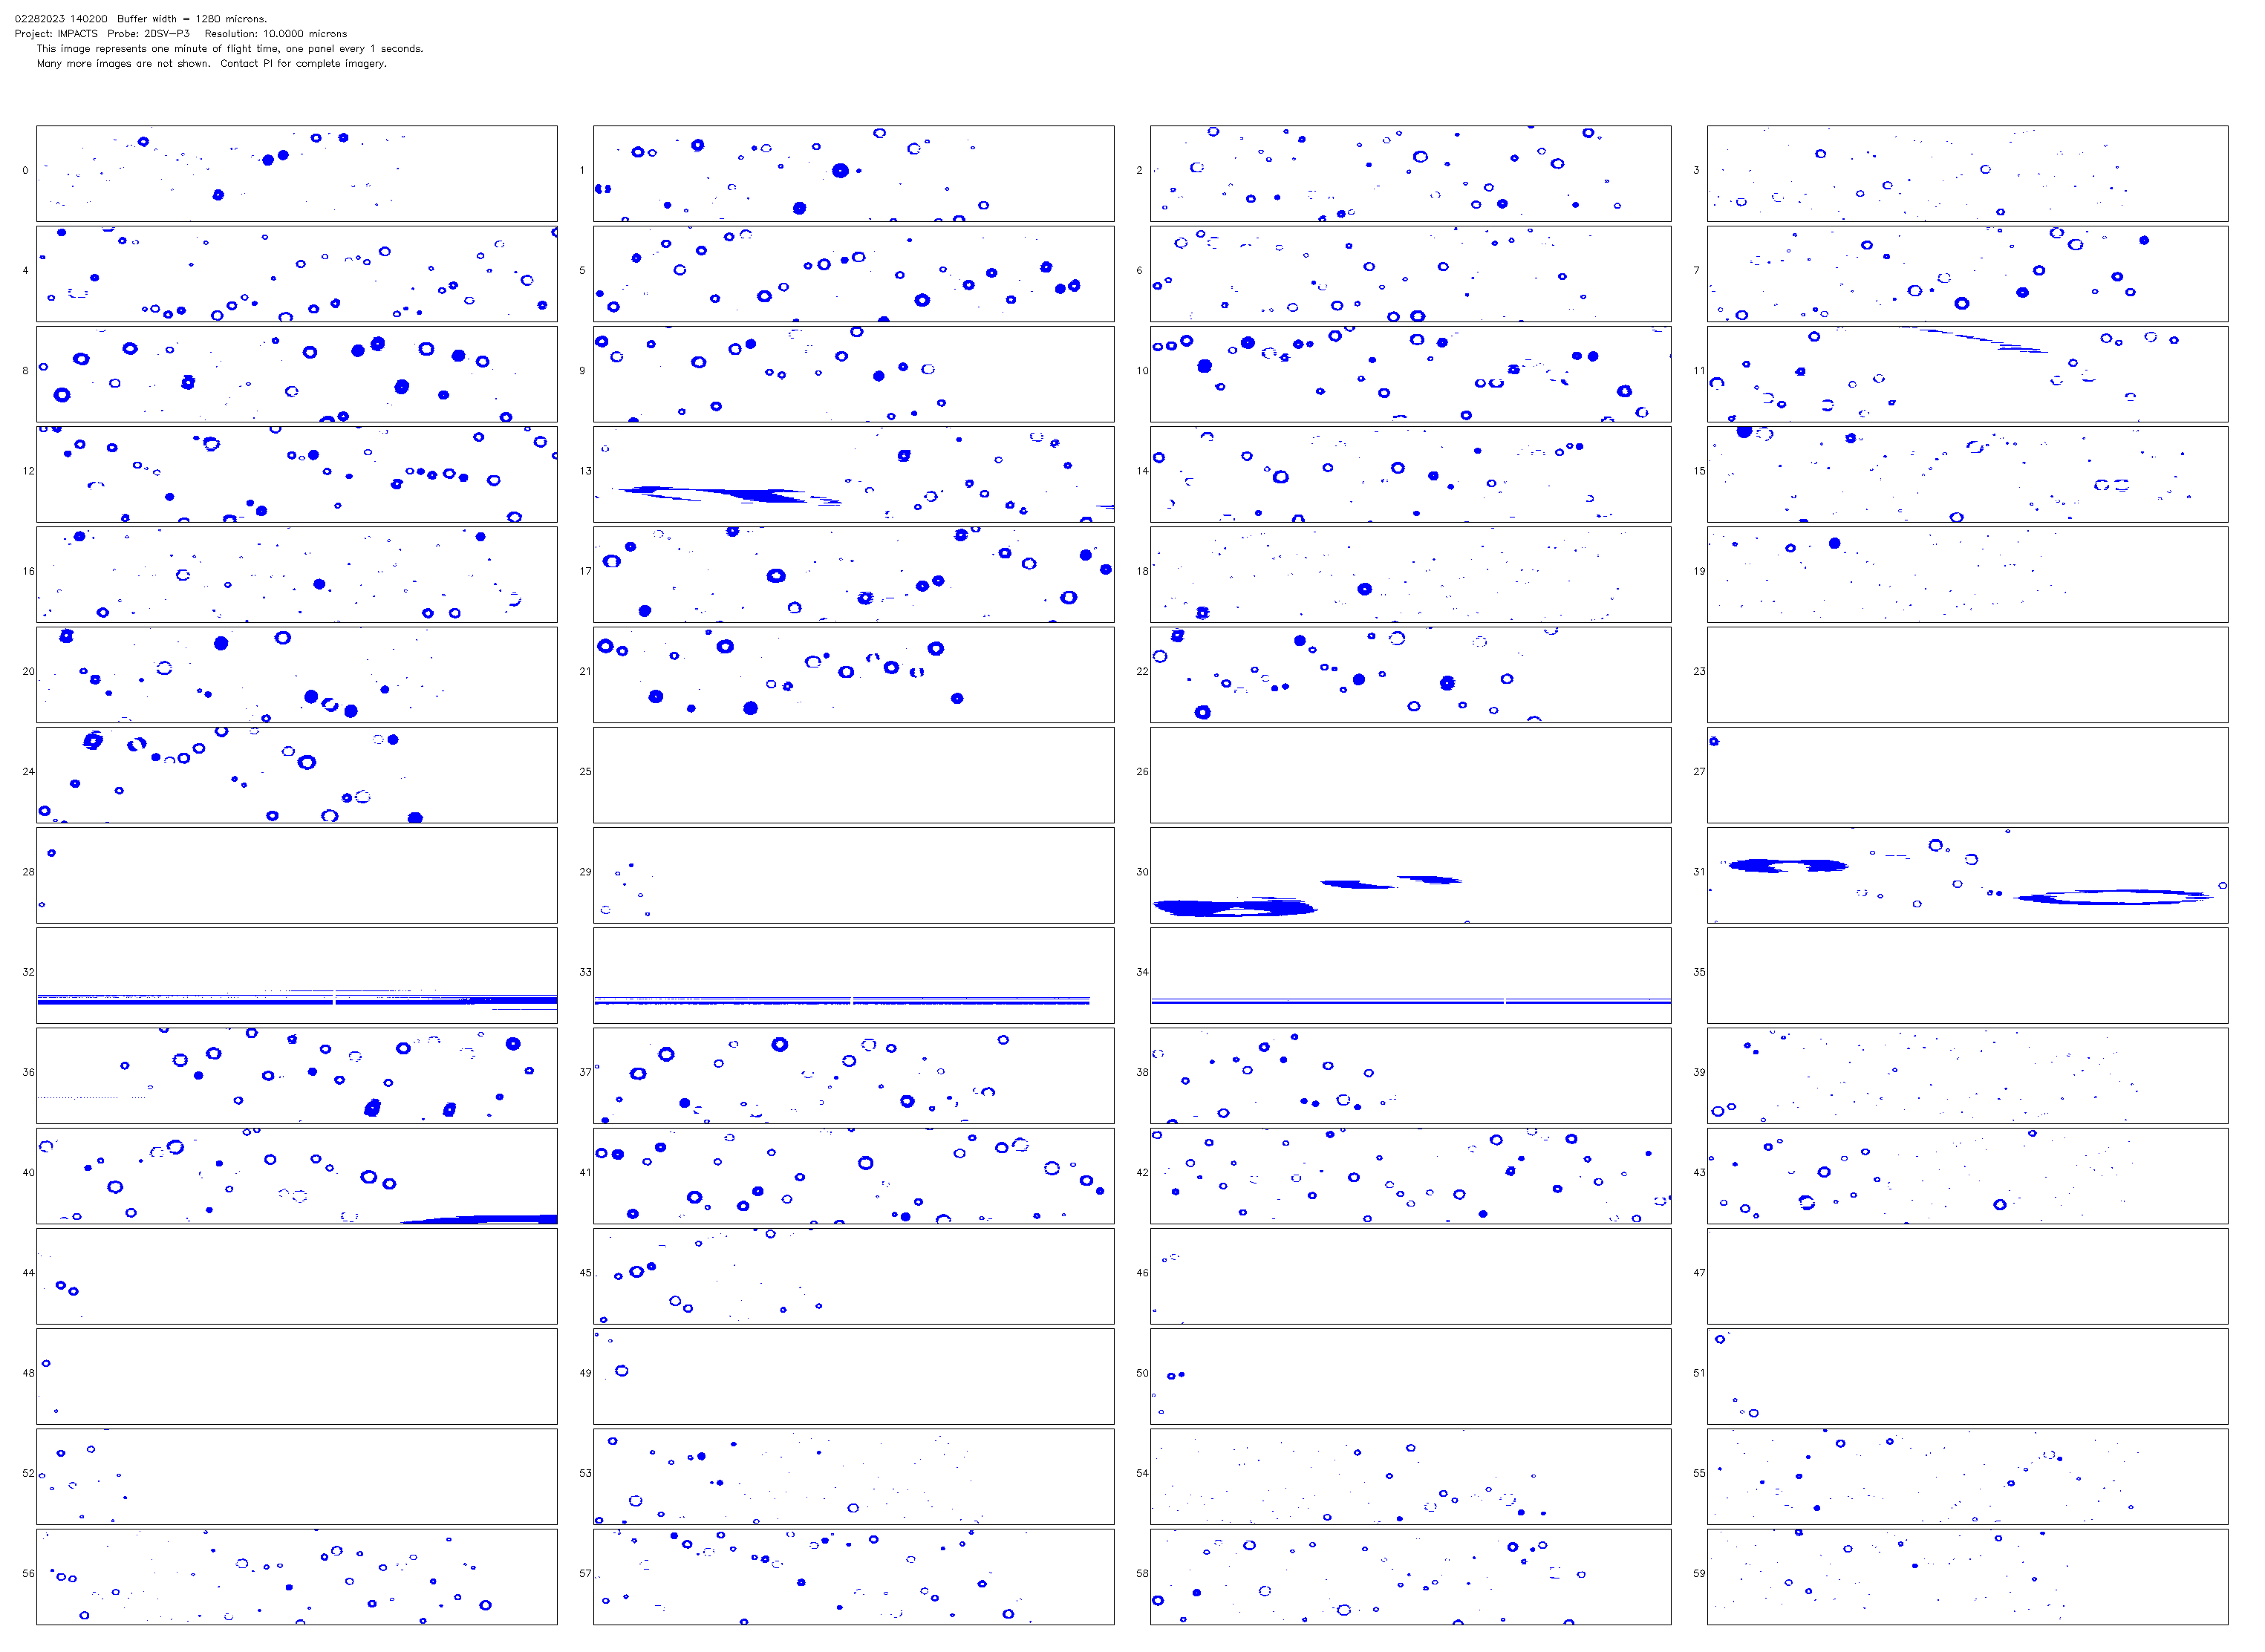 02282023 140200 Buffer width = 1280 microns.
Project: IMPACTS Probe: 2DSV-P3 Resolution: 10.0000 microns
This image represents one minute of flight time, one panel every 1 seconds.
Many more images are not shown. Contact PI for complete imagery.
0 1 2 3
4 5 6 7
8 9 10 11
12 13 14 15
16 17 18 19
20 21 22 23
24 25 26 27
28 29 30 31
32 33 34 35
36 37 38 39
40 41 42 43
44 45 46 47
48 49 50 51
52 53 54 55
56 57 58 59